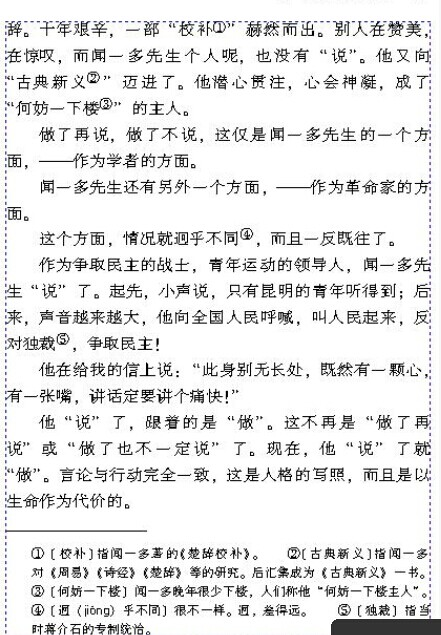 辞。十年艰辛，一部“校补①”赫然而出。别人在赞美，
在惊叹，而闻一多先生个人呢，也没有“说”。他又向
“古典新义②”迈进了。他潜心贯注，心会神凝，成了
“何妨一下楼③”的主人。
做了再说，做了不说，这仅是闻一多先生的一个方
面，——作为学者的方面。
闻一多先生还有另外一个方面，——作为革命家的方
面。
这个方面，情况就迥乎不同④，而且一反既往了。
作为争取民主的战士，青年运动的领导人，闻一多先
生“说”了。起先，小声说，只有昆明的青年听得到；后
来，声音越来越大，他向全国人民呼喊，叫人民起来，反
对独裁⑤，争取民主！
他在给我的信上说：“此身别无长处，既然有一颗心，
有一张嘴，讲话定要讲个痛快！”
他“说”了，跟着的是“做”。这不再是“做了再
说”或“做了也不一定说”了。现在，他“说”了就
“做”。言论与行动完全一致，这是人格的写照，而且是以
生命作为代价的。
①〔校补〕指闻一多著的《楚辞校补》。 ②〔古典新义〕指闻一多
对《周易》《诗经》《楚辞》等的研究。后汇集成为《古典新义》一书。
③〔何妨一下楼〕闻一多晚年很少下楼，人们称他“何妨一下楼主人”。
④〔迥（jiǒng）乎不同〕很不一样。迥，差得远。 ⑤〔独裁〕指当
时蒋介石的专制统治。